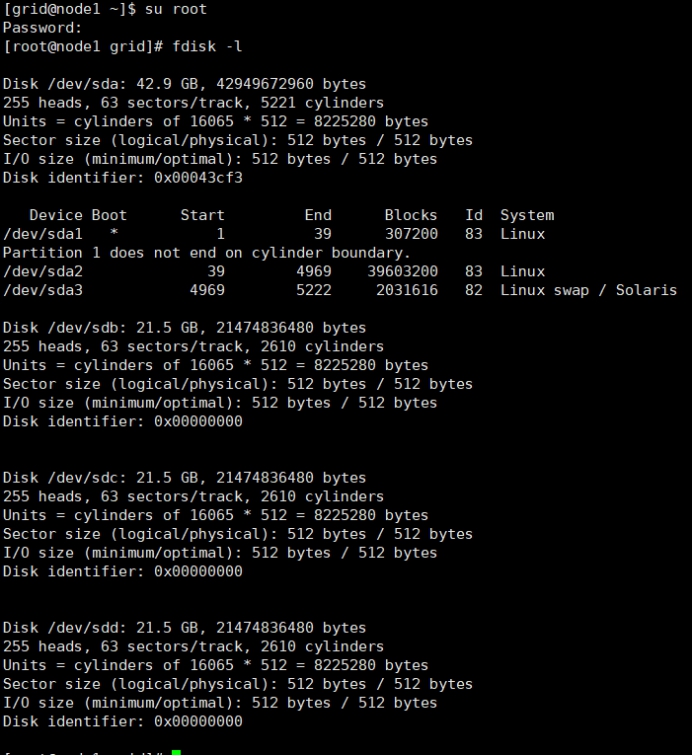 [grid@node1 ~]$ su root
Password:
[root@node1 grid]# fdisk -l
Disk /dev/sda: 42.9 GB, 42949672960 bytes
255 heads, 63 sectors/track, 5221 cylinders
Units = cylinders of 16065 * 512 = 8225280 bytes
Sector size (logical/physical): 512 bytes / 512 bytes
I/O size (minimum/optimal): 512 bytes / 512 bytes
Disk identifier: 0x00043cf3
Device Boot Start End Blocks Id System
/dev/sda1 * 1 39 307200 83 Linux
Partition 1 does not end on cylinder boundary.
/dev/sda2 39 4969 39603200 83 Linux
/dev/sda3 4969 5222 2031616 82 Linux swap / Solaris
Disk /dev/sdb: 21.5 GB, 21474836480 bytes
255 heads, 63 sectors/track, 2610 cylinders
Units = cylinders of 16065 * 512 = 8225280 bytes
Sector size (logical/physical): 512 bytes / 512 bytes
I/O size (minimum/optimal): 512 bytes / 512 bytes
Disk identifier: 0x00000000
Disk /dev/sdc: 21.5 GB, 21474836480 bytes
255 heads, 63 sectors/track, 2610 cylinders
Units = cylinders of 16065 * 512 = 8225280 bytes
Sector size (logical/physical): 512 bytes / 512 bytes
I/O size (minimum/optimal): 512 bytes / 512 bytes
Disk identifier: 0x00000000
Disk /dev/sdd: 21.5 GB, 21474836480 bytes
255 heads, 63 sectors/track, 2610 cylinders
Units = cylinders of 16065 * 512 = 8225280 bytes
Sector size (logical/physical): 512 bytes / 512 bytes
I/O size (minimum/optimal): 512 bytes / 512 bytes
Disk identifier: 0x00000000